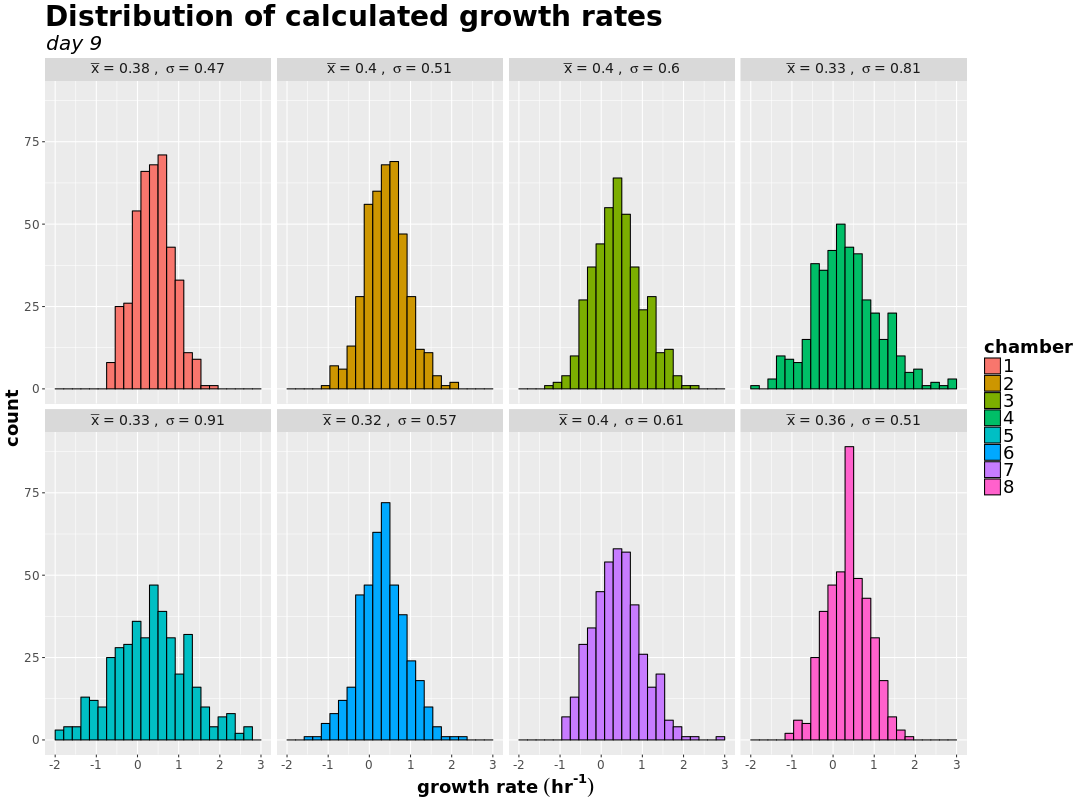 Distribution of calculated growth rates
day 9
x̅ = 0.38 , σ = 0.47
x̅ = 0.4 , σ = 0.51
x̅ = 0.4 , σ = 0.6
x̅ = 0.33 , σ = 0.81
75
50
25
0
x̅ = 0.33 , σ = 0.91
x̅ = 0.32 , σ = 0.57
x̅ = 0.4 , σ = 0.61
x̅ = 0.36 , σ = 0.51
75
50
25
0
-2 -1 0 1 2 3
-2 -1 0 1 2 3
-2 -1 0 1 2 3
-2 -1 0 1 2 3
growth rate (hr⁻¹)
count
chamber
1
2
3
4
5
6
7
8